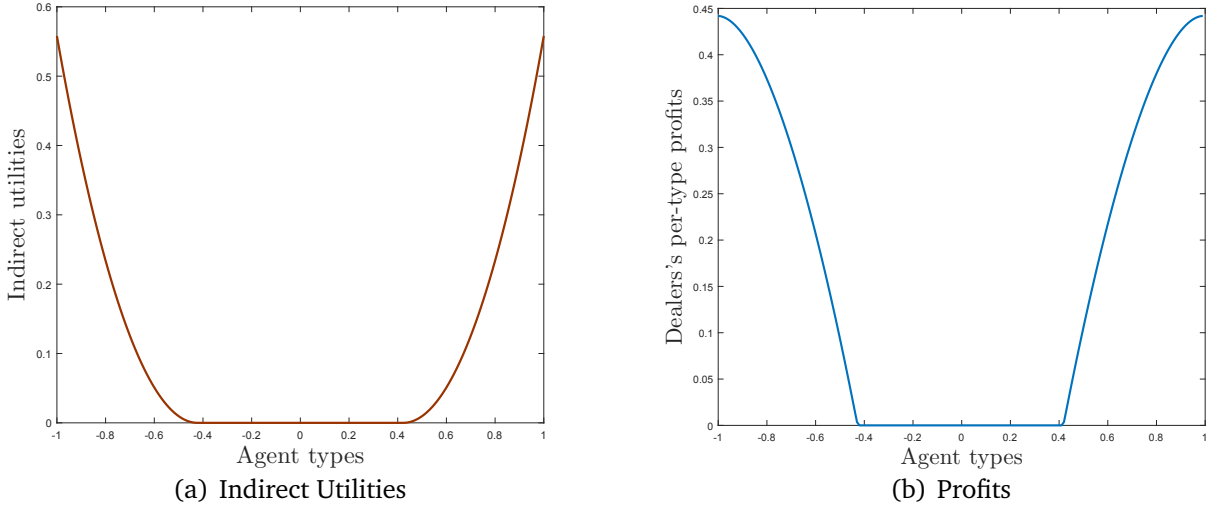 0.6
0.5
0.4
0.3
0.2
0.1
0
-1 -0.8 -0.6 -0.4 -0.2 0 0.2 0.4 0.6 0.8 1
Indirect utilities
Agent types
(a) Indirect Utilities
0.45
0.4
0.35
0.3
0.25
0.2
0.15
0.1
0.05
0
-1 -0.8 -0.6 -0.4 -0.2 0 0.2 0.4 0.6 0.8 1
Dealers's per-type profits
Agent types
(b) Profits